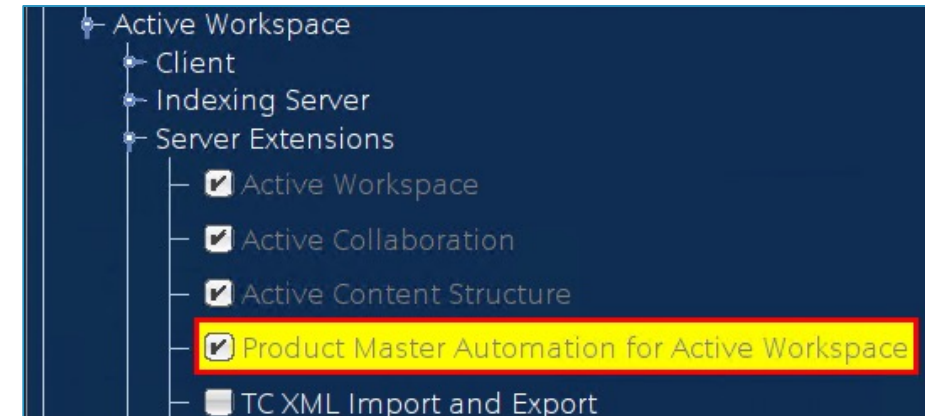 Active Workspace
Client
Indexing Server
Server Extensions
Active Workspace
Active Collaboration
Active Content Structure
Product Master Automation for Active Workspace
TC XML Import and Export